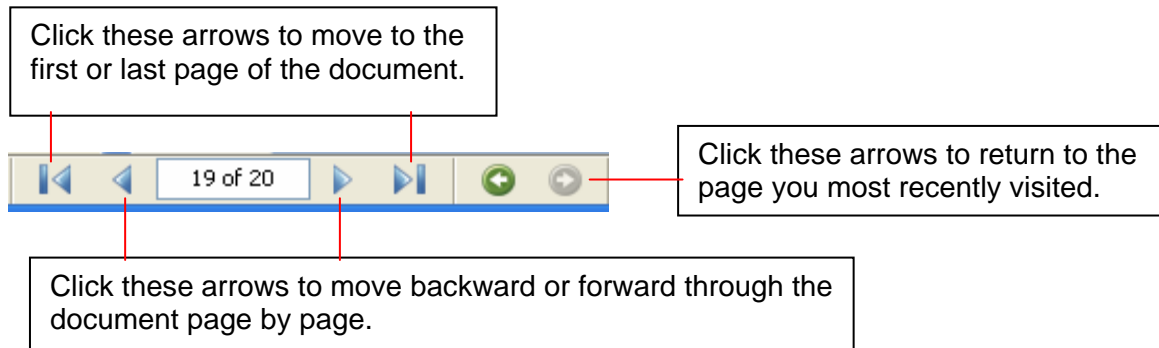 Click these arrows to move to the
first or last page of the document.
19 of 20
Click these arrows to return to the
page you most recently visited.
Click these arrows to move backward or forward through the
document page by page.